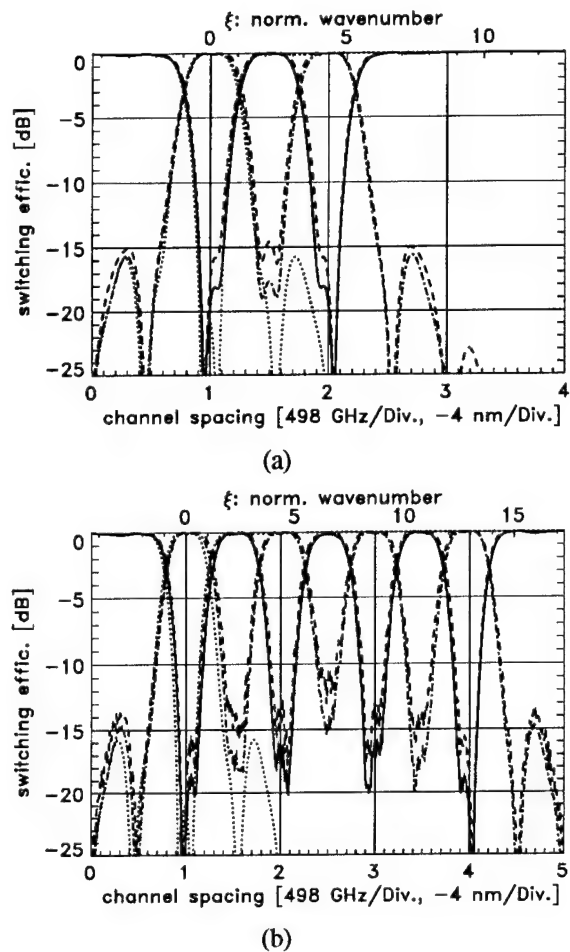 ξ: norm. wavenumber
0 5 9
switching effic. [dB]
0
−5
−10
−15
−20
−25
0 1 2 3 4
channel spacing [498 GHz/Div., −4 nm/Div.]
(a)
ξ: norm. wavenumber
0 5 10 15
switching effic. [dB]
0
−5
−10
−15
−20
−25
0 1 2 3 4 5
channel spacing [498 GHz/Div., −4 nm/Div.]
(b)